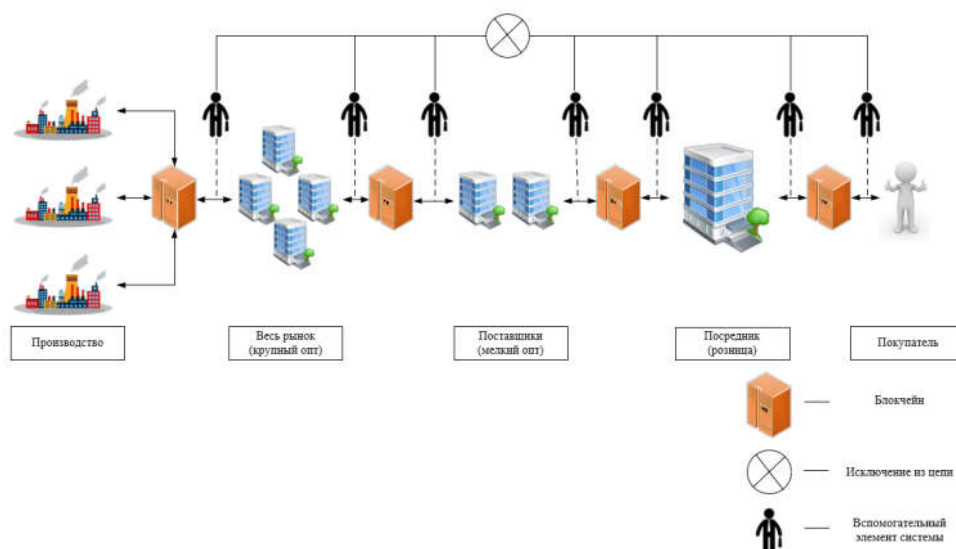 Производство
Весь рынок
(крупный опт)
Поставщики
(мелкий опт)
Посредник
(розница)
Покупатель
Блокчейн
Исключение из цепи
Вспомогательный
элемент системы